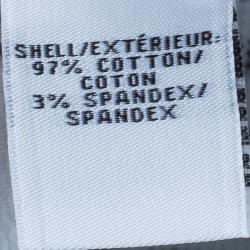 SHELL/EXTÉRIEUR:
97% COTTON/
COTON
3% SPANDEX/
SPANDEX